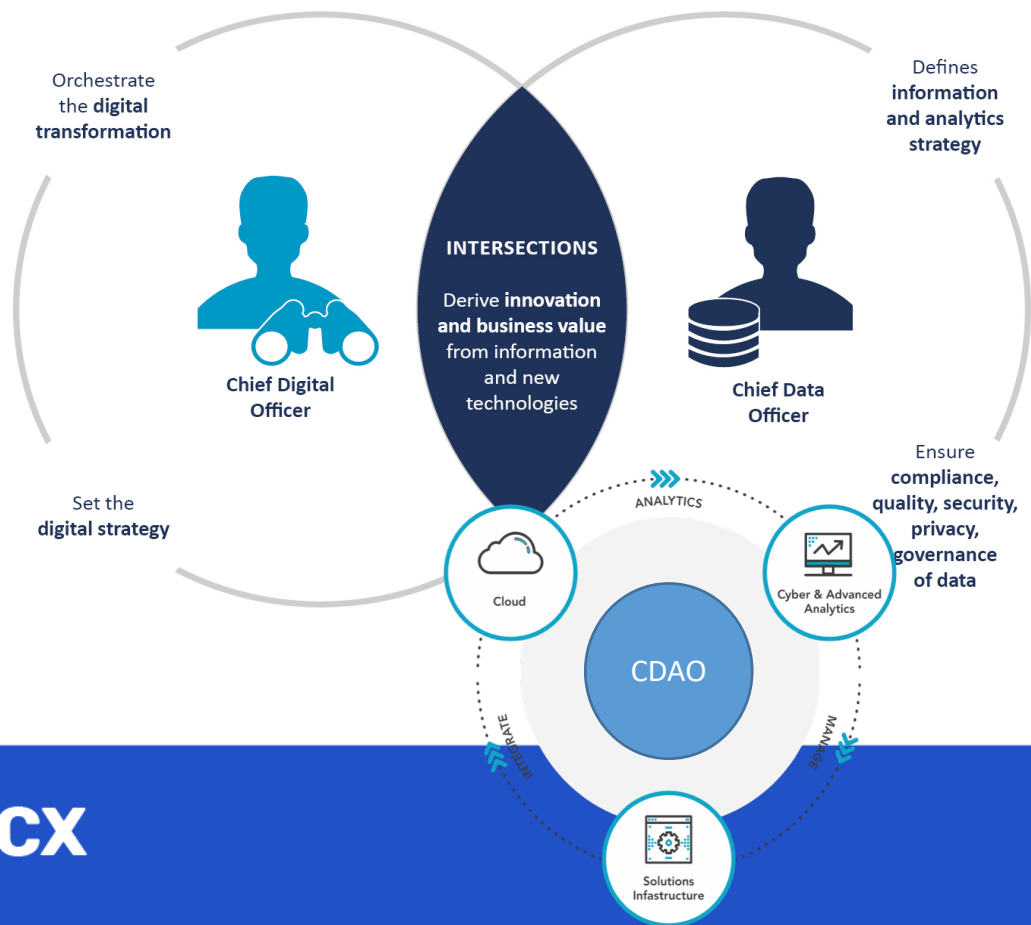 Orchestrate
the digital
transformation
Defines
information
and analytics
strategy
INTERSECTIONS
Derive innovation
and business value
from information
and new
technologies
Chief Digital
Officer
Chief Data
Officer
Set the
digital strategy
Ensure
compliance,
quality, security,
privacy,
governance
of data
ANALYTICS
Cloud
Cyber & Advanced
Analytics
CDAO
INTEGRATE
MANAGE
CX
Solutions
Infastructure